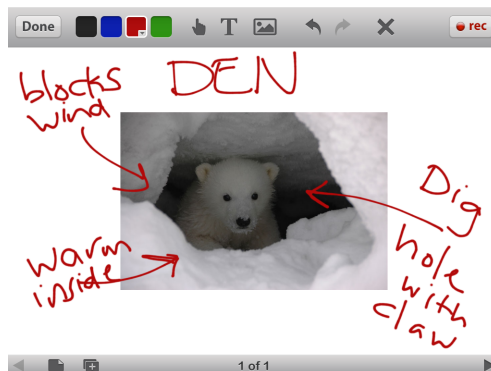 Done
T
rec
DEN
blocks
wind
Dig
hole
with
claw
warm
inside
1 of 1